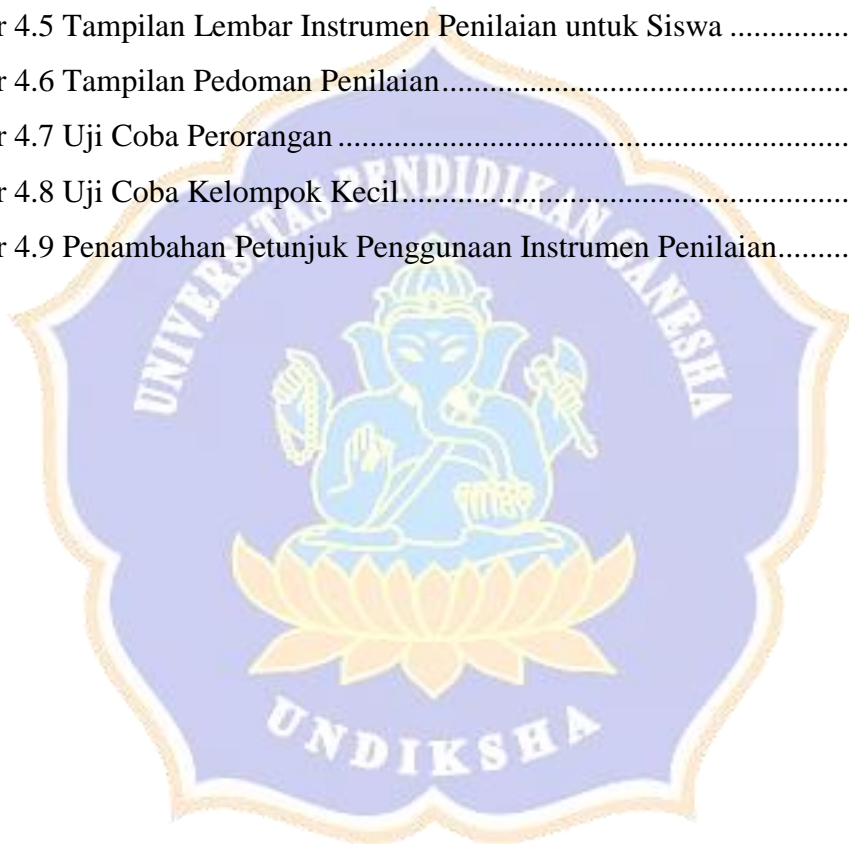 r 4.5 Tampilan Lembar Instrumen Penilaian untuk Siswa ...............
r 4.6 Tampilan Pedoman Penilaian...................................................
r 4.7 Uji Coba Perorangan ................................................................
r 4.8 Uji Coba Kelompok Kecil........................................................
r 4.9 Penambahan Petunjuk Penggunaan Instrumen Penilaian.........
UNIVERSITAS PENDIDIKAN GANESHA
UNDIKSHA